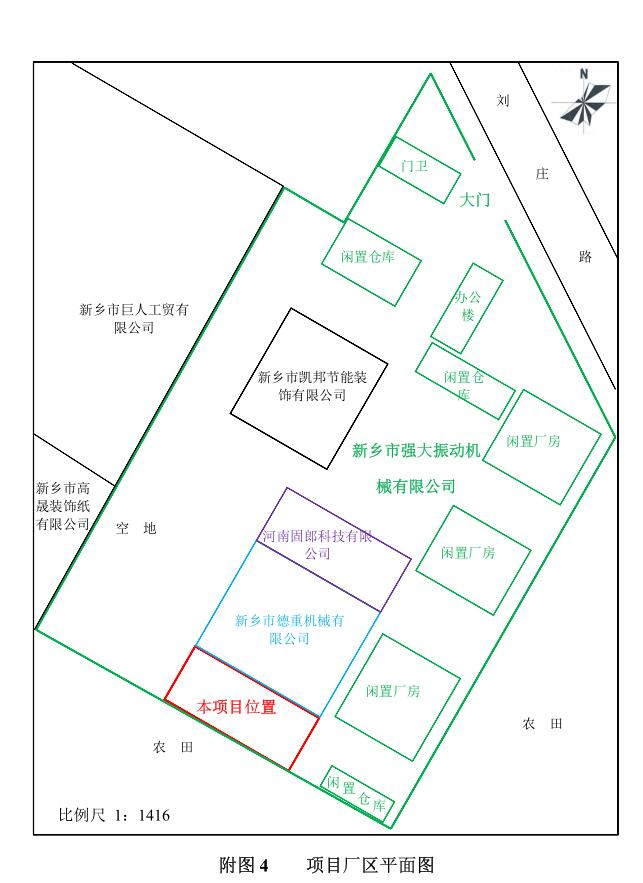 N
刘
庄
路
门卫
大门
闲置仓库
办公
楼
新乡市巨人工贸有
限公司
新乡市凯邦节能装
饰有限公司
闲置仓
库
闲置厂房
新乡市强大振动机
械有限公司
新乡市高
晟装饰纸
有限公司
空 地
河南固郎科技有限
公司
闲置厂房
新乡市德重机械有
限公司
闲置厂房
本项目位置
农 田
农 田
闲置仓库
比例尺 1：1416
附图 4 项目厂区平面图